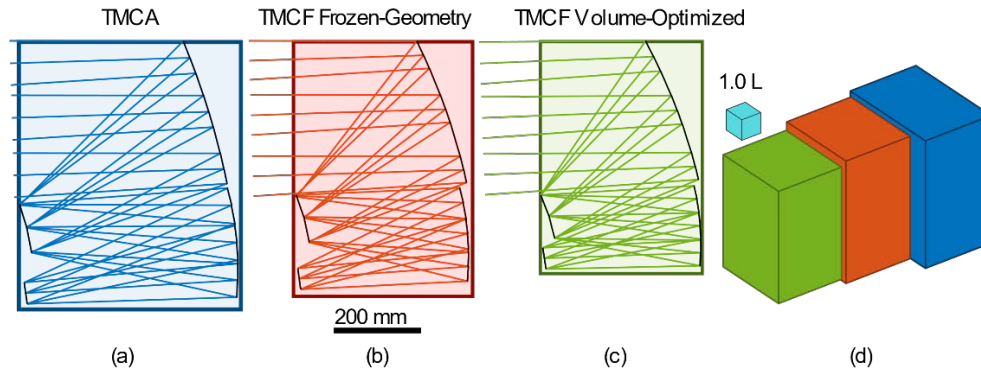 TMCA
TMCF Frozen-Geometry
TMCF Volume-Optimized
1.0 L
200 mm
(a)
(b)
(c)
(d)